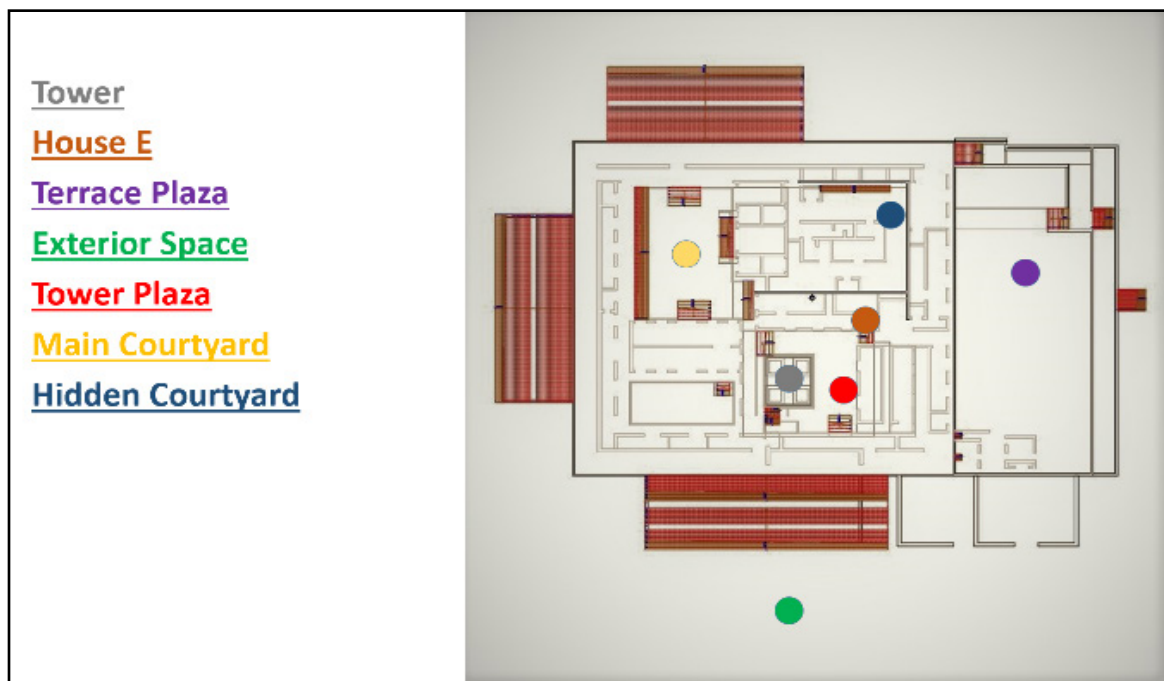 Tower
House E
Terrace Plaza
Exterior Space
Tower Plaza
Main Courtyard
Hidden Courtyard